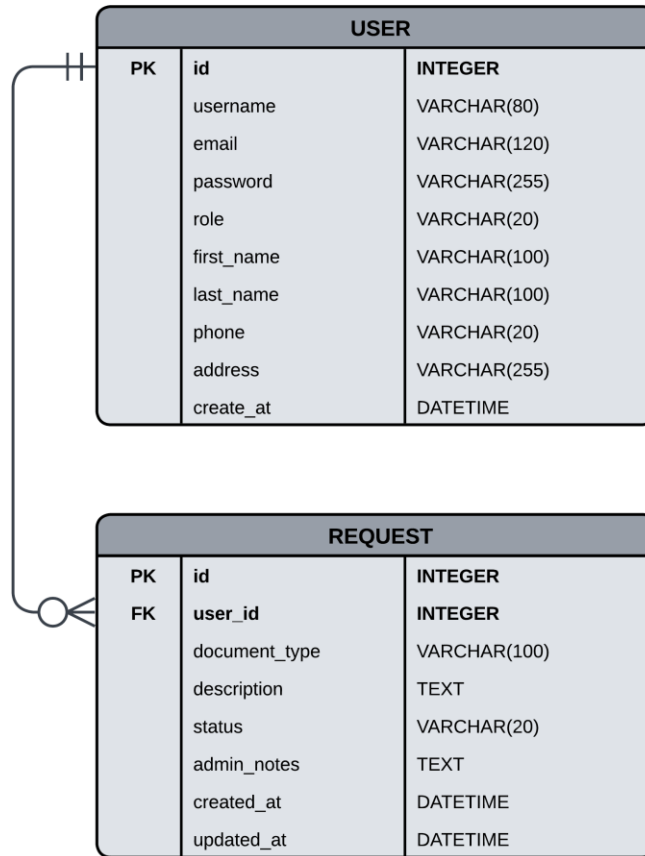 USER
PK id INTEGER
username VARCHAR(80)
email VARCHAR(120)
password VARCHAR(255)
role VARCHAR(20)
first_name VARCHAR(100)
last_name VARCHAR(100)
phone VARCHAR(20)
address VARCHAR(255)
create_at DATETIME
REQUEST
PK id INTEGER
FK user_id INTEGER
document_type VARCHAR(100)
description TEXT
status VARCHAR(20)
admin_notes TEXT
created_at DATETIME
updated_at DATETIME